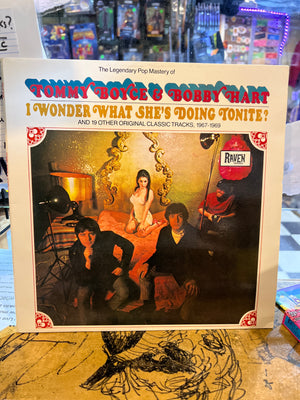 The Legendary Pop Mastery of
TOMMY BOYCE & BOBBY HART
I WONDER WHAT SHE'S DOING TONITE?
AND 19 OTHER ORIGINAL CLASSIC TRACKS, 1967-1969
RAVEN